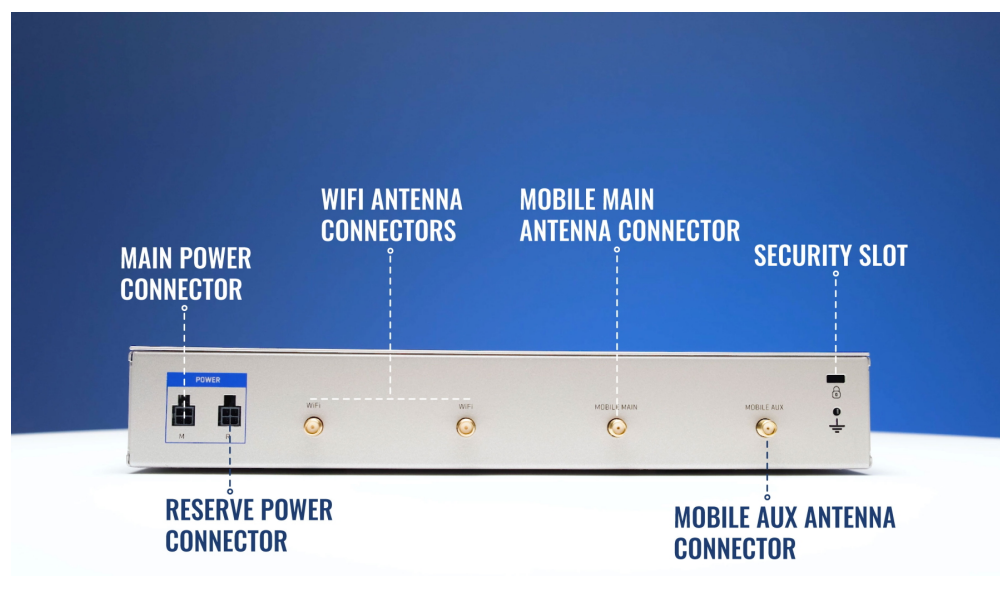 WIFI ANTENNA
CONNECTORS
MOBILE MAIN
ANTENNA CONNECTOR
MAIN POWER
CONNECTOR
SECURITY SLOT
POWER
WiFi
WiFi
MOBILE MAIN
MOBILE AUX
M
R
RESERVE POWER
CONNECTOR
MOBILE AUX ANTENNA
CONNECTOR